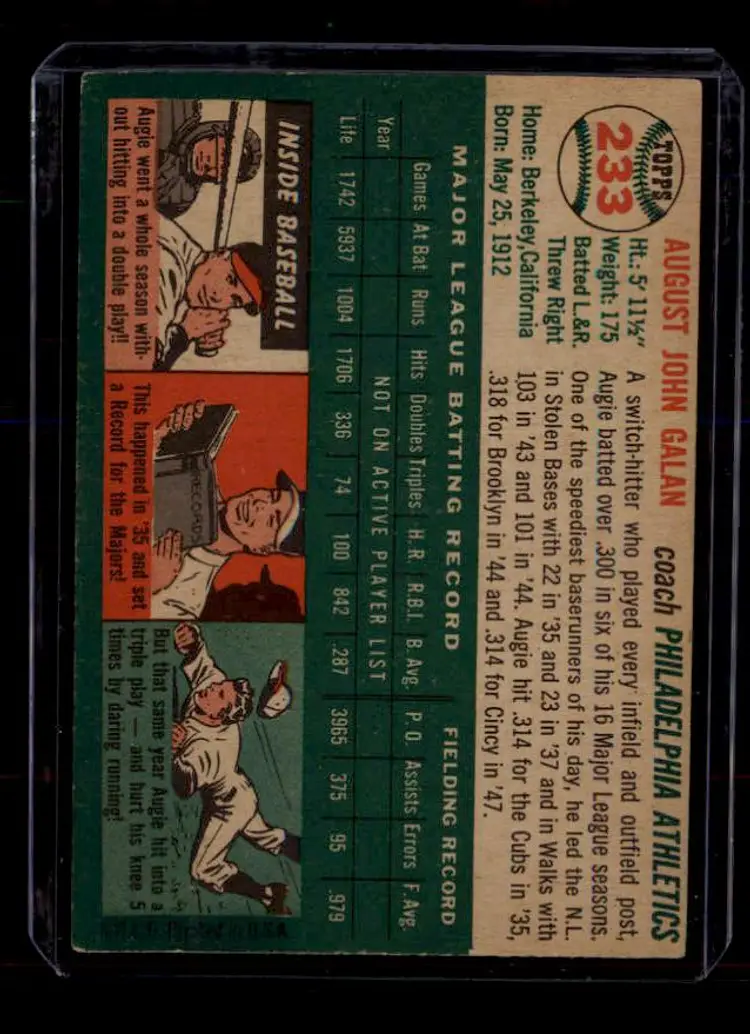 TOPPS
233
AUGUST JOHN GALAN coach PHILADELPHIA ATHLETICS
Ht.: 5' 11½"
Weight: 175
Batted L.&R.
Threw Right
Home: Berkeley, California
Born: May 25, 1912
A switch-hitter who played every infield and outfield post,
Augie batted over .300 in six of his 16 Major League seasons.
One of the speediest baserunners of his day, he led the N.L.
in Stolen Bases with 22 in '35 and 23 in '37 and in Walks with
103 in '43 and 101 in '44. Augie hit .314 for the Cubs in '35,
.318 for Brooklyn in '44 and .314 for Cincy in '47.
MAJOR LEAGUE BATTING RECORD FIELDING RECORD
Games At Bat Runs Hits Doubles Triples H.R. R.B.I. B. Avg. P.O. Assists Errors F. Avg.
Year NOT ON ACTIVE PLAYER LIST
Life 1742 5937 1004 1706 336 74 100 842 .287 3965 375 95 .979
INSIDE BASEBALL
Augie went a whole season with-
out hitting into a double play!!
RECORDS
This happened in '35 and set
a Record for the Majors!
But that same year Augie hit into a
triple play — and hurt his knee 5
times by daring running!